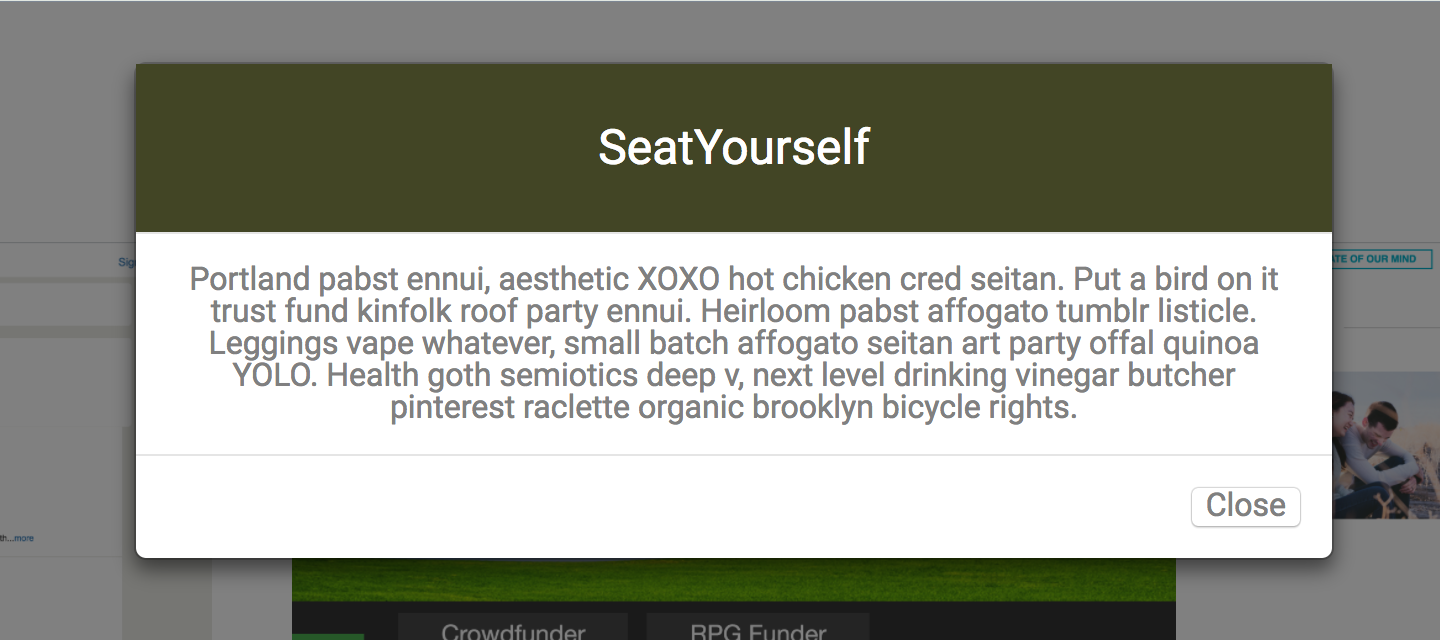 SeatYourself
Sig
ATE OF OUR MIND
Portland pabst ennui, aesthetic XOXO hot chicken cred seitan. Put a bird on it
trust fund kinfolk roof party ennui. Heirloom pabst affogato tumblr listicle.
Leggings vape whatever, small batch affogato seitan art party offal quinoa
YOLO. Health goth semiotics deep v, next level drinking vinegar butcher
pinterest raclette organic brooklyn bicycle rights.
Close
th...more
Crowdfunder
RPG Funder